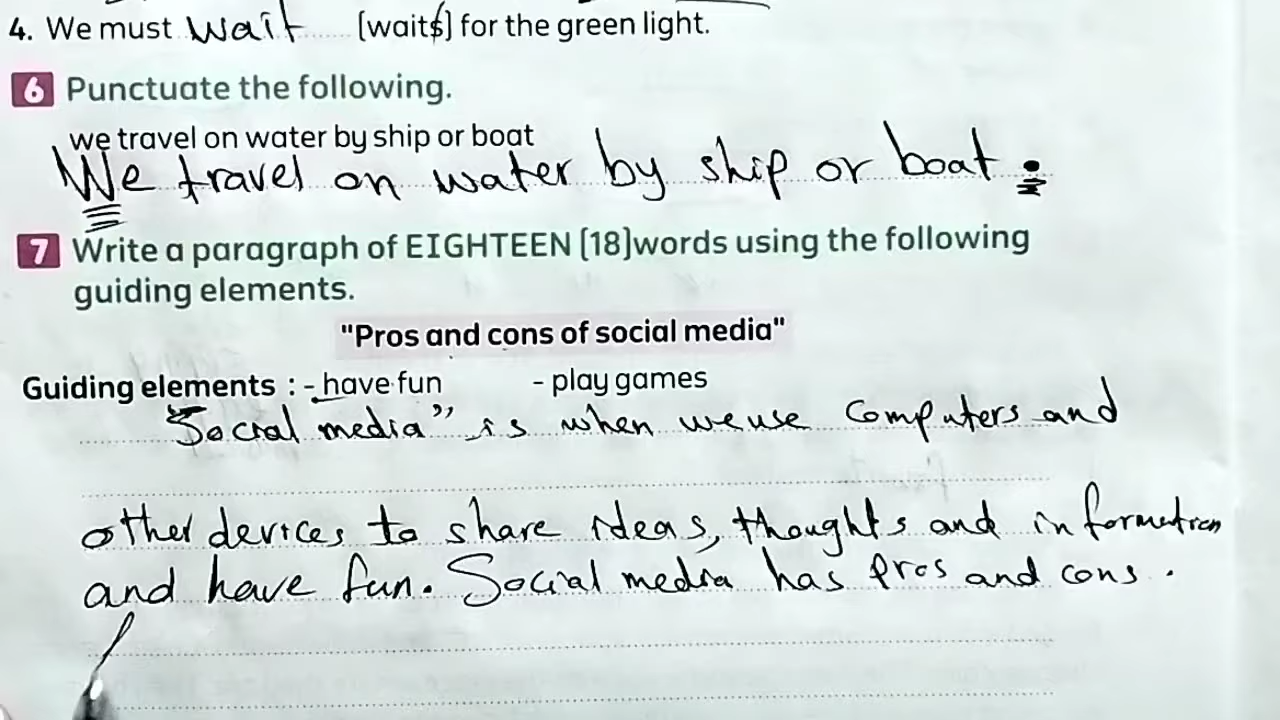 4. We must wait [waits] for the green light.
6 Punctuate the following.
we travel on water by ship or boat
We travel on water by ship or boat.
7 Write a paragraph of EIGHTEEN (18)words using the following
guiding elements.
"Pros and cons of social media"
Guiding elements : - have fun - play games
"Social media" is when we use computers and
other devices to share ideas, thoughts and information
and have fun. Social media has pros and cons.